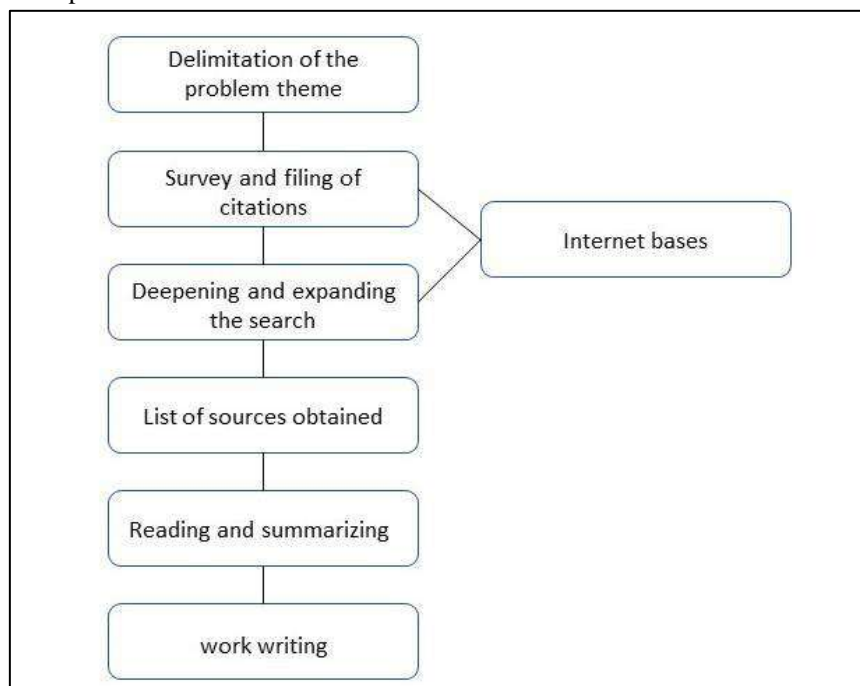 Delimitation of the
problem theme
Survey and filing of
citations
Internet bases
Deepening and expanding
the search
List of sources obtained
Reading and summarizing
work writing